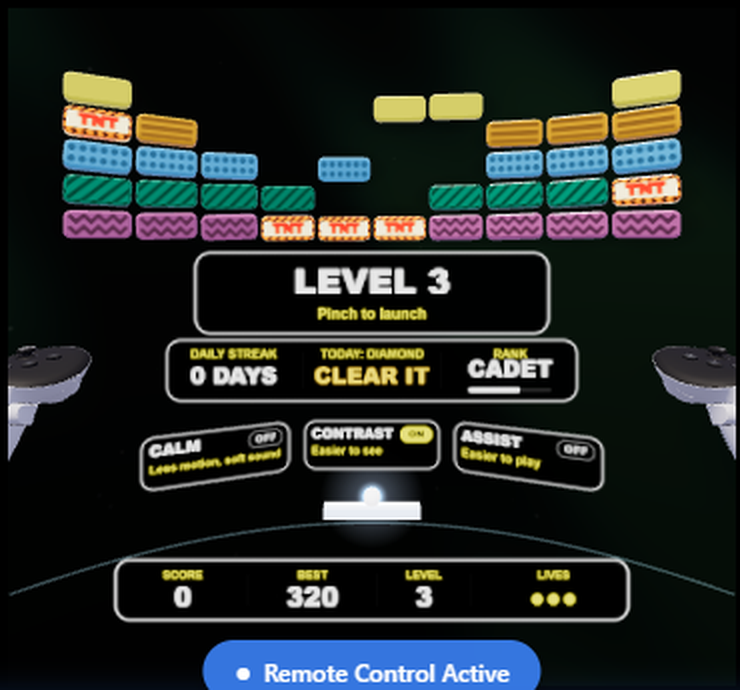 TNT
TNT
TNT TNT TNT
LEVEL 3
Pinch to launch
DAILY STREAK TODAY: DIAMOND RANK
0 DAYS CLEAR IT CADET
CALM OFF CONTRAST ON ASSIST OFF
Less motion, soft sound Easier to see Easier to play
SCORE BEST LEVEL LIVES
0 320 3
Remote Control Active